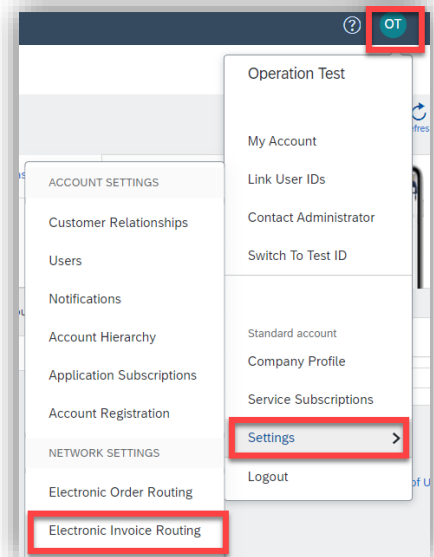 OT
Operation Test
My Account
Link User IDs
Contact Administrator
Switch To Test ID
Standard account
Company Profile
Service Subscriptions
Settings
Logout
ACCOUNT SETTINGS
Customer Relationships
Users
Notifications
Account Hierarchy
Application Subscriptions
Account Registration
NETWORK SETTINGS
Electronic Order Routing
Electronic Invoice Routing